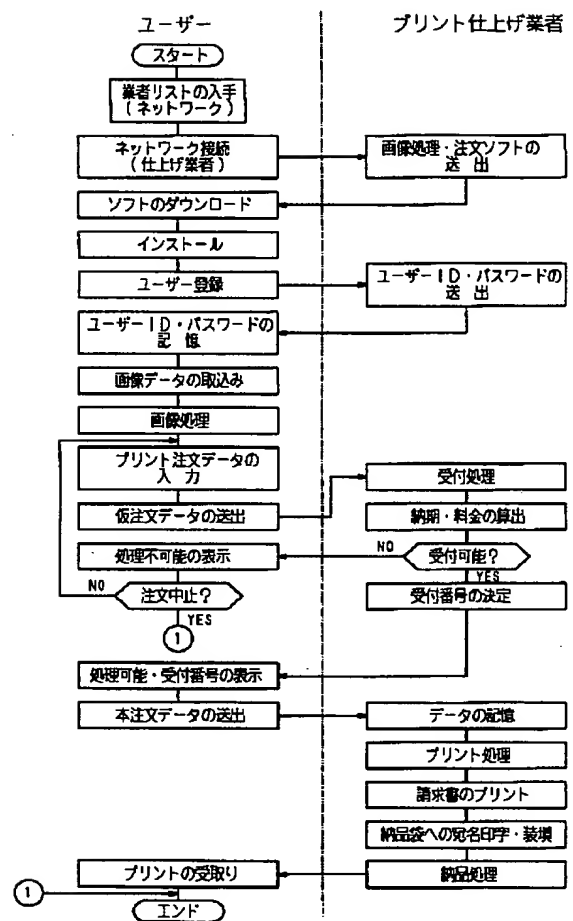 ユーザー
プリント仕上げ業者
スタート
業者リストの入手
(ネットワーク)
ネットワーク接続
(仕上げ業者)
画像処理・注文ソフトの
送出
ソフトのダウンロード
インストール
ユーザー登録
ユーザーID・パスワードの
送出
ユーザーID・パスワードの
記憶
画像データの取込み
画像処理
プリント注文データの
入力
受付処理
仮注文データの送出
納期・料金の算出
処理不可能の表示
NO
受付可能?
YES
NO
注文中止?
受付番号の決定
YES
1
処理可能・受付番号の表示
本注文データの送出
データの記憶
プリント処理
請求書のプリント
納品袋への宛名印字・装填
プリントの受取り
納品処理
1
エンド